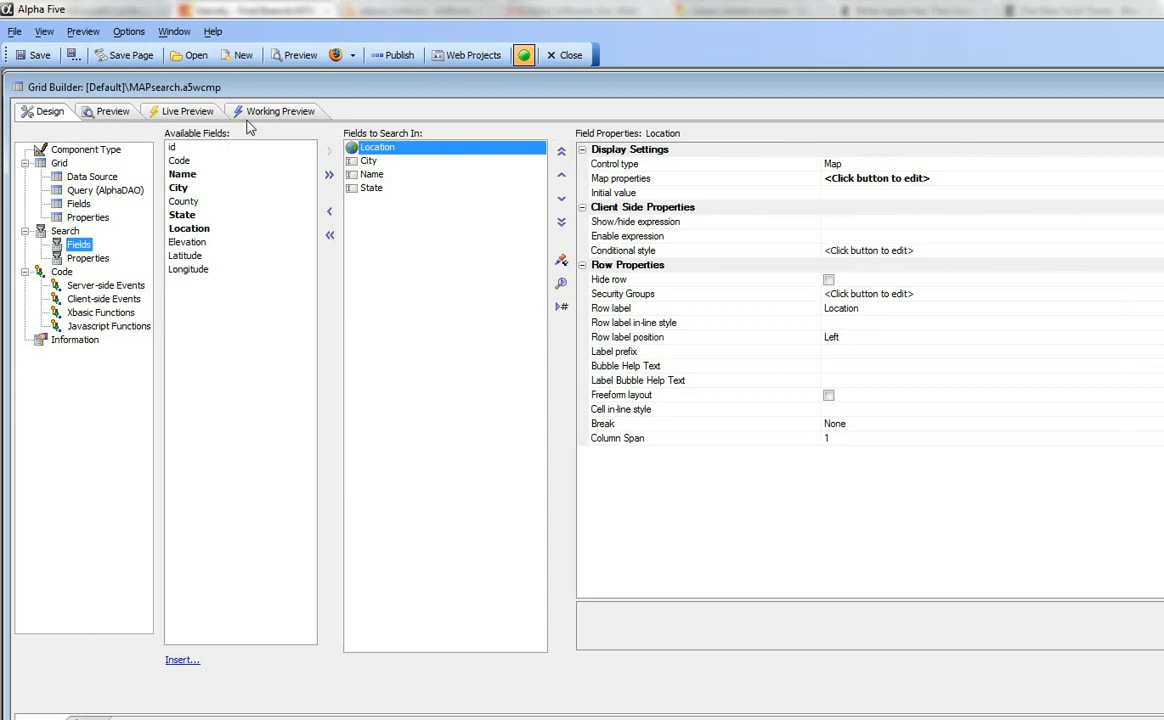 Alpha Five
File View Preview Options Window Help
Save Save Page Open New Preview Publish Web Projects Close
Grid Builder: [Default]\MAPsearch.a5wcmp
Design Preview Live Preview Working Preview
Component Type
Grid
Data Source
Query (AlphaDAO)
Fields
Properties
Search
Fields
Properties
Code
Server-side Events
Client-side Events
Xbasic Functions
Javascript Functions
Information
Available Fields:
id
Code
Name
City
County
State
Location
Elevation
Latitude
Longitude
Insert...
Fields to Search In:
Location
City
Name
State
Field Properties: Location
Display Settings
Control type Map
Map properties <Click button to edit>
Initial value
Client Side Properties
Show/hide expression
Enable expression
Conditional style <Click button to edit>
Row Properties
Hide row
Security Groups <Click button to edit>
Row label Location
Row label in-line style
Row label position Left
Label prefix
Bubble Help Text
Label Bubble Help Text
Freeform layout
Cell in-line style
Break None
Column Span 1